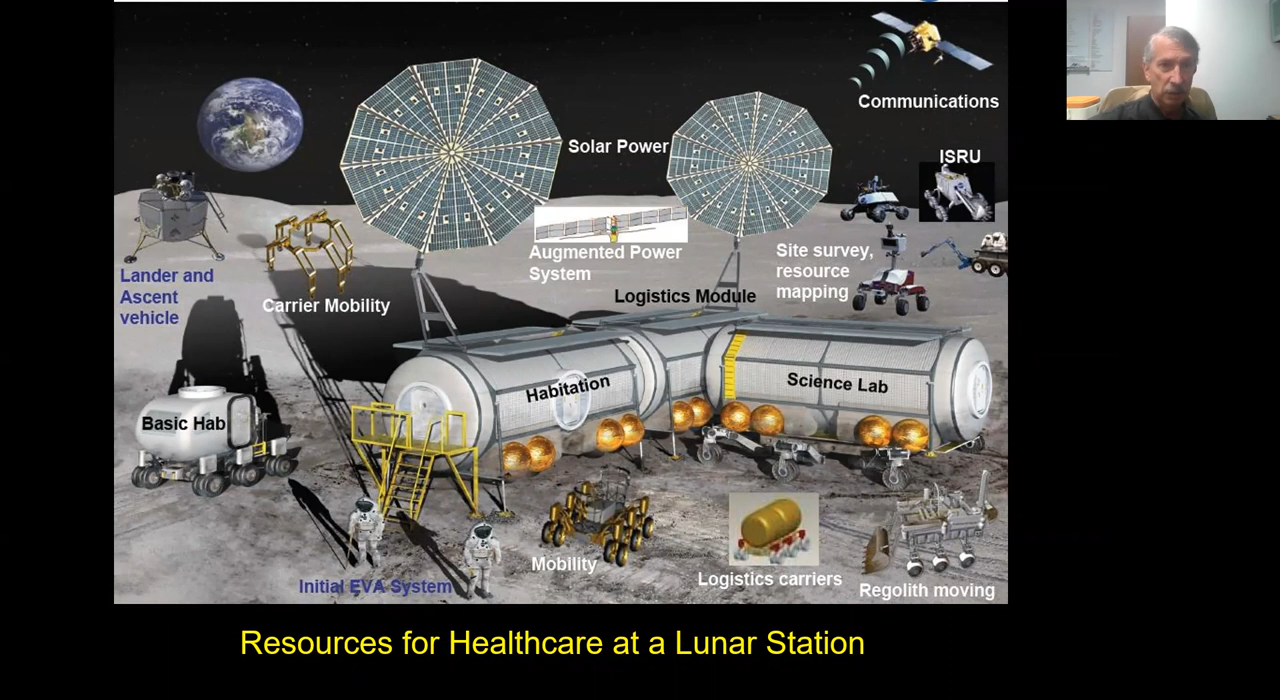 Communications
Solar Power
ISRU
Lander and
Ascent
vehicle
Carrier Mobility
Augmented Power
System
Site survey,
resource
mapping
Logistics Module
Habitation
Science Lab
Basic Hab
Initial EVA System
Mobility
Logistics carriers
Regolith moving
Resources for Healthcare at a Lunar Station